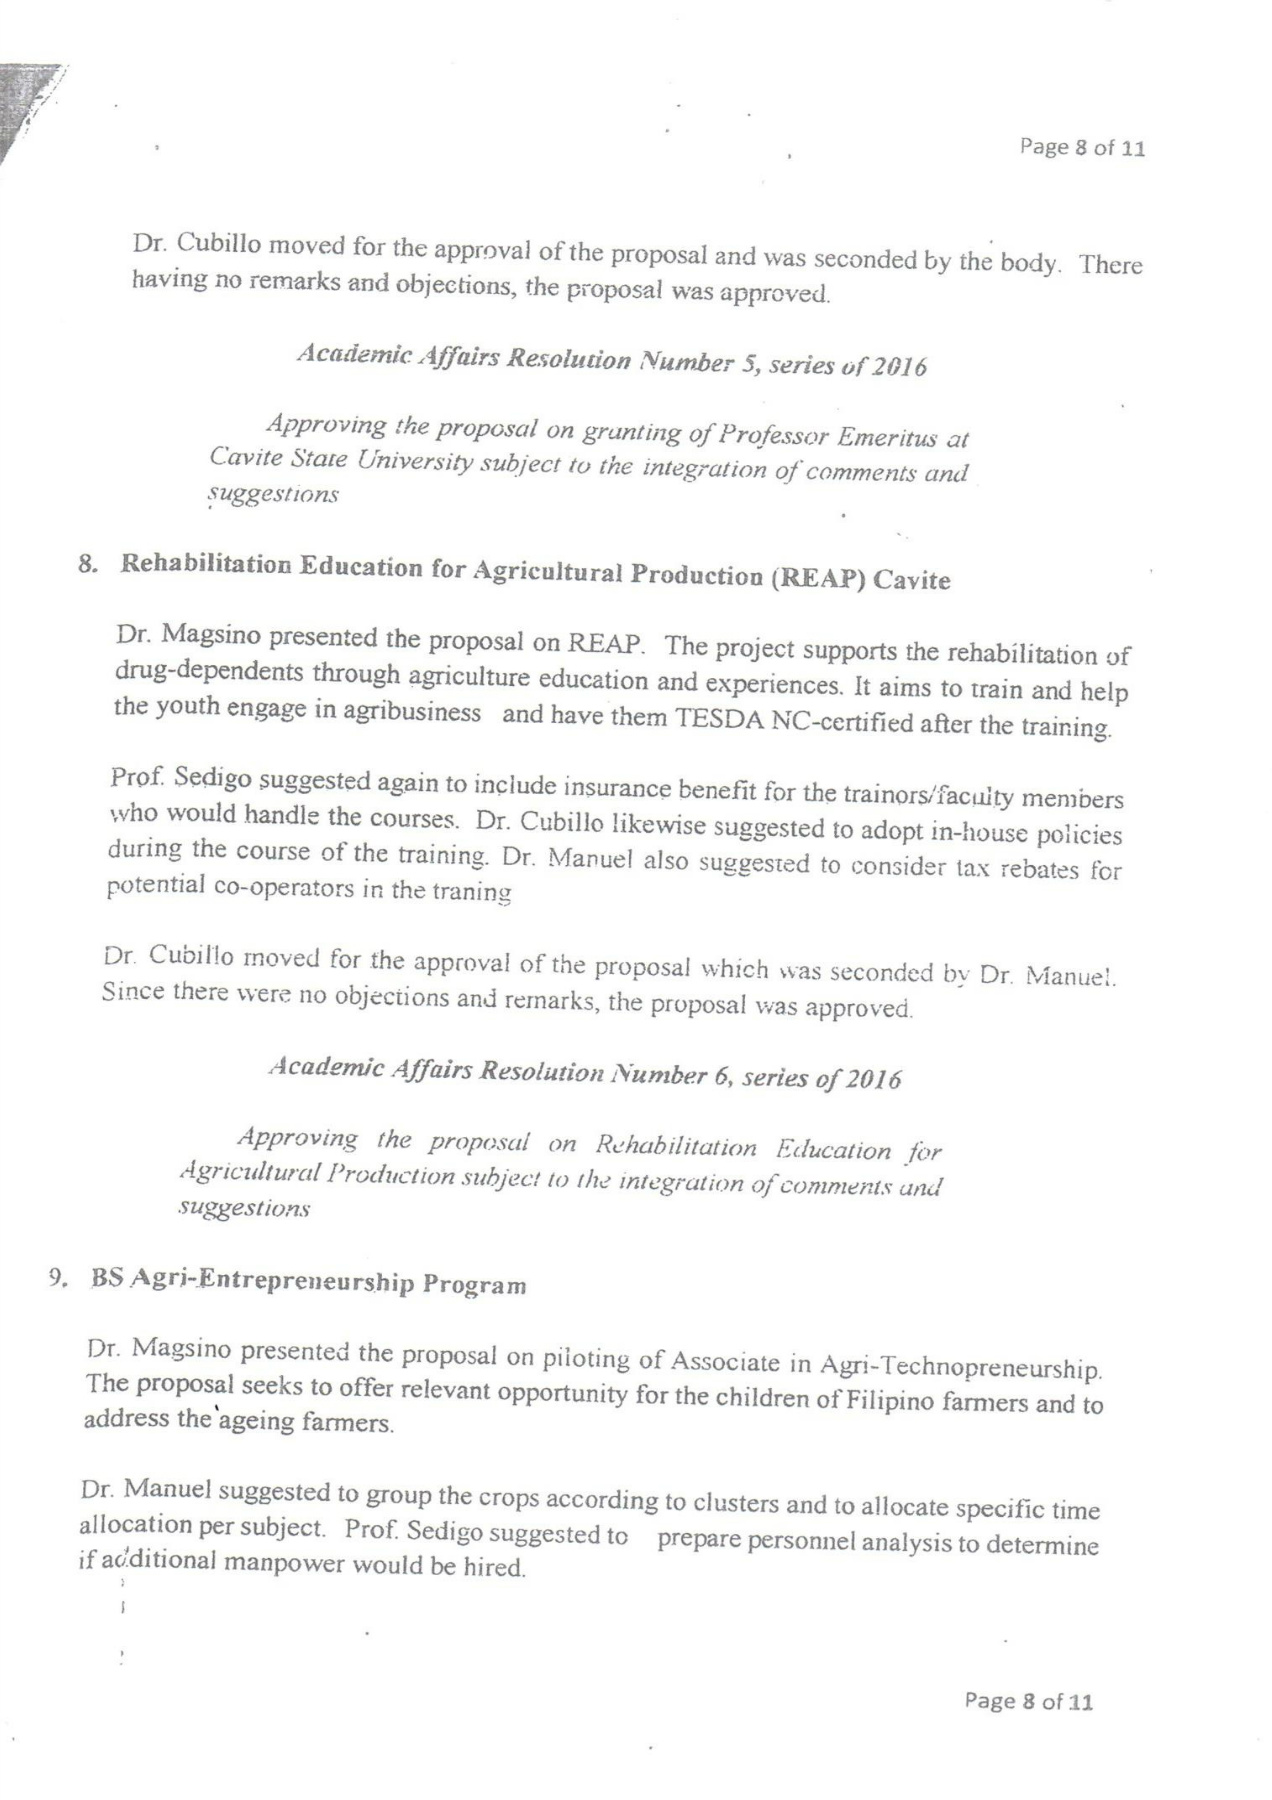 Page 8 of 11
Dr. Cubillo moved for the approval of the proposal and was seconded by the body. There
having no remarks and objections, the proposal was approved.
Academic Affairs Resolution Number 5, series of 2016
Approving the proposal on granting of Professor Emeritus at
Cavite State University subject to the integration of comments and
suggestions
8. Rehabilitation Education for Agricultural Production (REAP) Cavite
Dr. Magsino presented the proposal on REAP. The project supports the rehabilitation of
drug-dependents through agriculture education and experiences. It aims to train and help
the youth engage in agribusiness and have them TESDA NC-certified after the training.
Prof. Sedigo suggested again to include insurance benefit for the trainors/faculty members
who would handle the courses. Dr. Cubillo likewise suggested to adopt in-house policies
during the course of the training. Dr. Manuel also suggested to consider tax rebates for
potential co-operators in the traning
Dr. Cubillo moved for the approval of the proposal which was seconded by Dr. Manuel.
Since there were no objections and remarks, the proposal was approved.
Academic Affairs Resolution Number 6, series of 2016
Approving the proposal on Rehabilitation Education for
Agricultural Production subject to the integration of comments and
suggestions
9. BS Agri-Entrepreneurship Program
Dr. Magsino presented the proposal on piloting of Associate in Agri-Technopreneurship.
The proposal seeks to offer relevant opportunity for the children of Filipino farmers and to
address the ageing farmers.
Dr. Manuel suggested to group the crops according to clusters and to allocate specific time
allocation per subject. Prof. Sedigo suggested to prepare personnel analysis to determine
if additional manpower would be hired.
Page 8 of 11